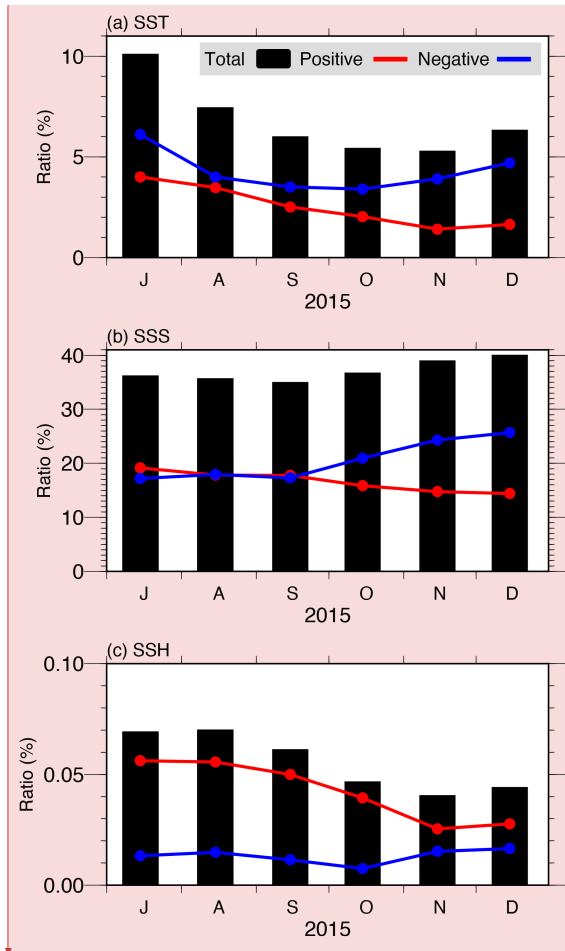 (a) SST
Total Positive Negative
10
5
0
Ratio (%)
J A S O N D
2015
(b) SSS
40
30
20
10
0
Ratio (%)
J A S O N D
2015
(c) SSH
0.10
0.05
0.00
Ratio (%)
J A S O N D
2015